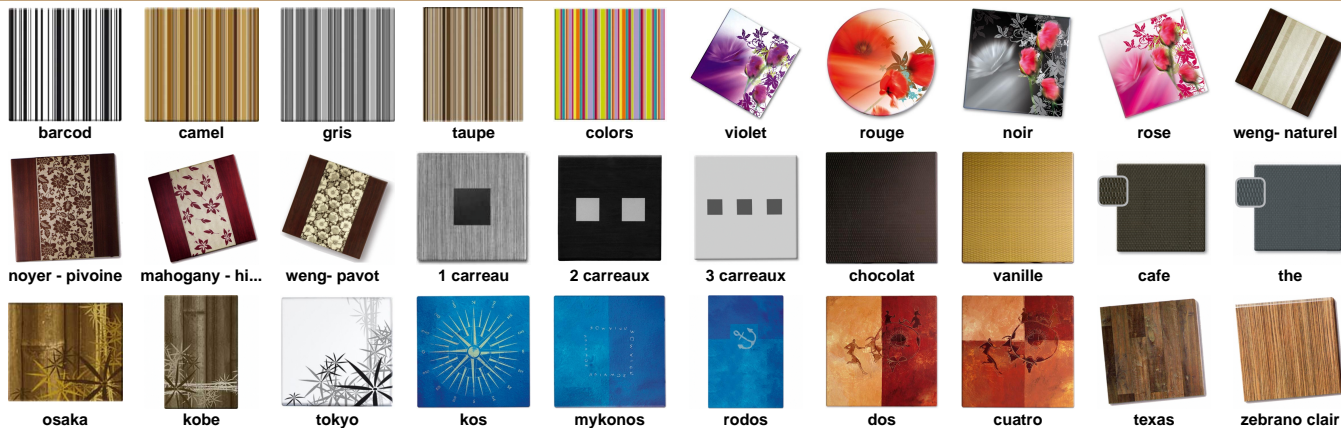 barcod camel gris taupe colors violet rouge noir rose weng- naturel
noyer - pivoine mahogany - hi... weng- pavot 1 carreau 2 carreaux 3 carreaux chocolat vanille cafe the
osaka kobe tokyo kos mykonos rodos dos cuatro texas zebrano clair